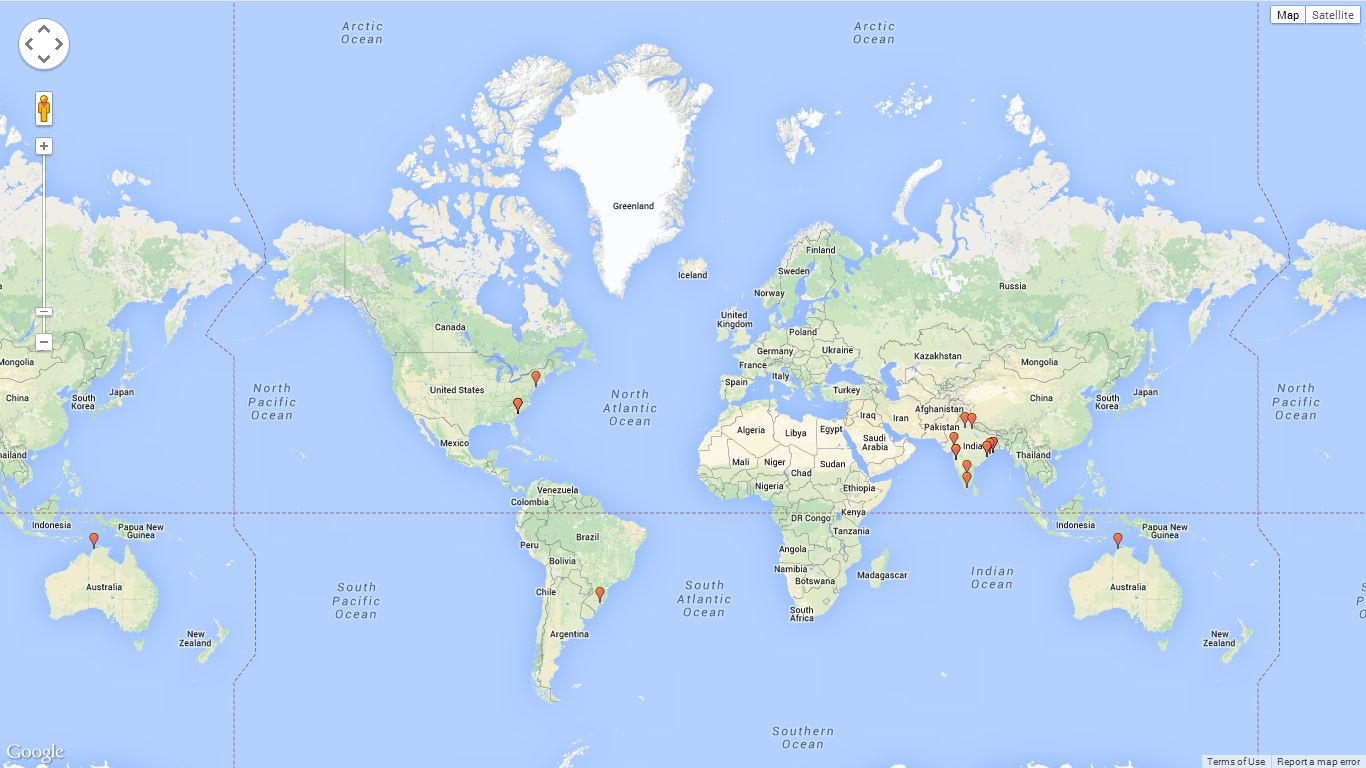 Arctic
Ocean
Arctic
Ocean
Map
Satellite
Greenland
Iceland
Finland
Sweden
Norway
Russia
United
Kingdom
Poland
Canada
Germany
Ukraine
Kazakhstan
Mongolia
Mongolia
France
Italy
Spain
Turkey
United States
China
China
Japan
Japan
South
Korea
South
Korea
North
Pacific
Ocean
North
Atlantic
Ocean
North
Pacific
Ocean
Afghanistan
Iraq
Iran
Pakistan
India
Algeria
Libya
Egypt
Saudi
Arabia
Mexico
Mali
Niger
Chad
Sudan
Thailand
Nigeria
Ethiopia
Venezuela
Colombia
DR Congo
Kenya
Tanzania
Indonesia
Papua New
Guinea
Indonesia
Papua New
Guinea
Peru
Brazil
Bolivia
Angola
Namibia
Botswana
Madagascar
Indian
Ocean
Australia
Australia
South
Pacific
Ocean
Chile
South
Atlantic
Ocean
South
Africa
Argentina
New
Zealand
New
Zealand
Southern
Ocean
Google
Terms of Use
Report a map error